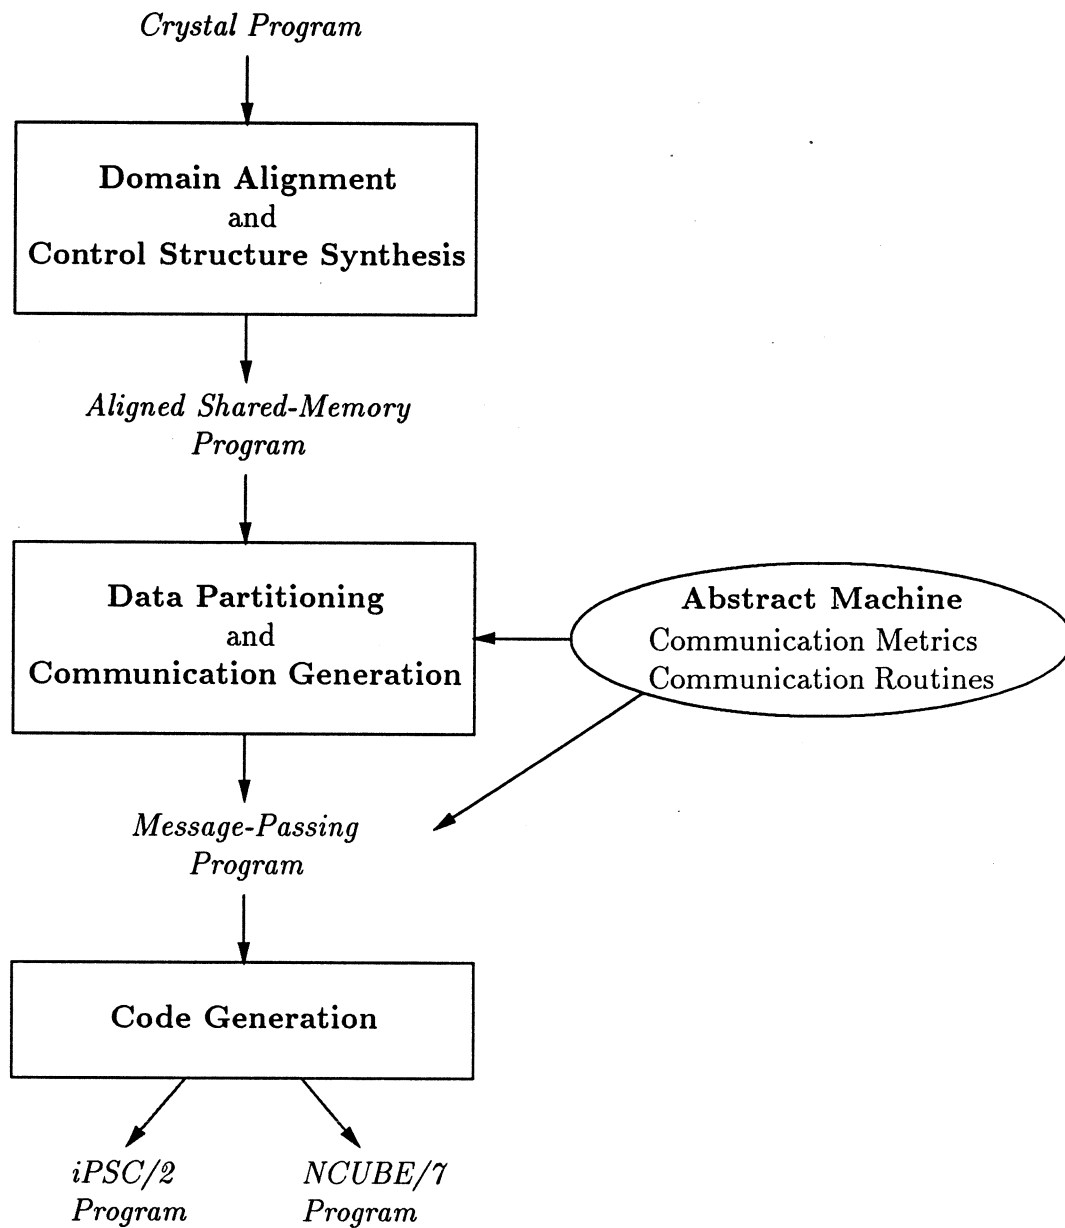 Crystal Program
Domain Alignment
and
Control Structure Synthesis
Aligned Shared-Memory
Program
Data Partitioning
and
Communication Generation
Abstract Machine
Communication Metrics
Communication Routines
Message-Passing
Program
Code Generation
iPSC/2
Program
NCUBE/7
Program